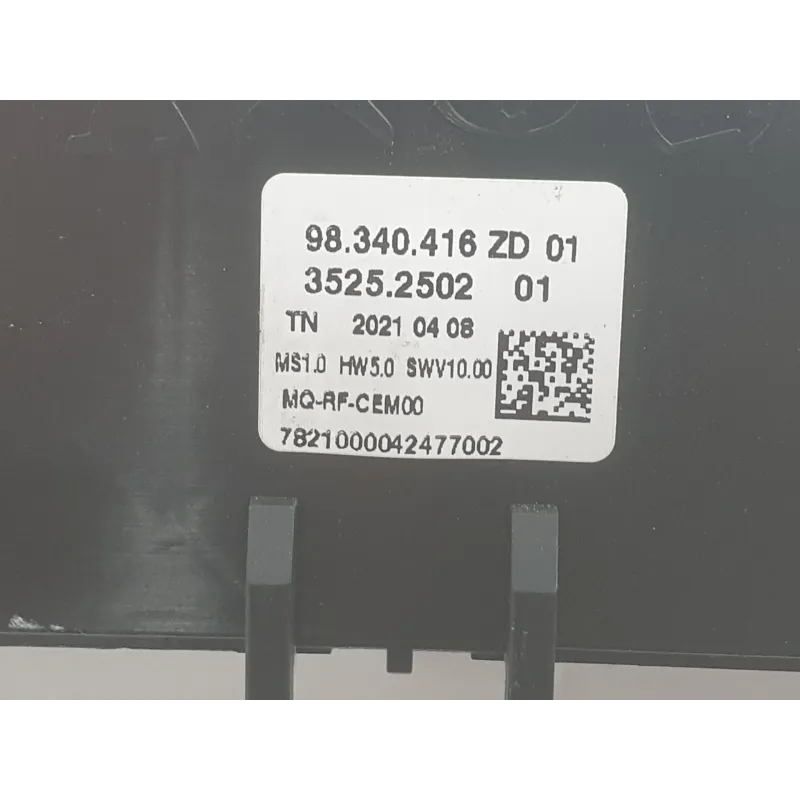 98.340.416 ZD 01
3525.2502 01
TN 2021 04 08
MS1.0 HW5.0 SWV10.00
MQ-RF-CEM00
7821000042477002